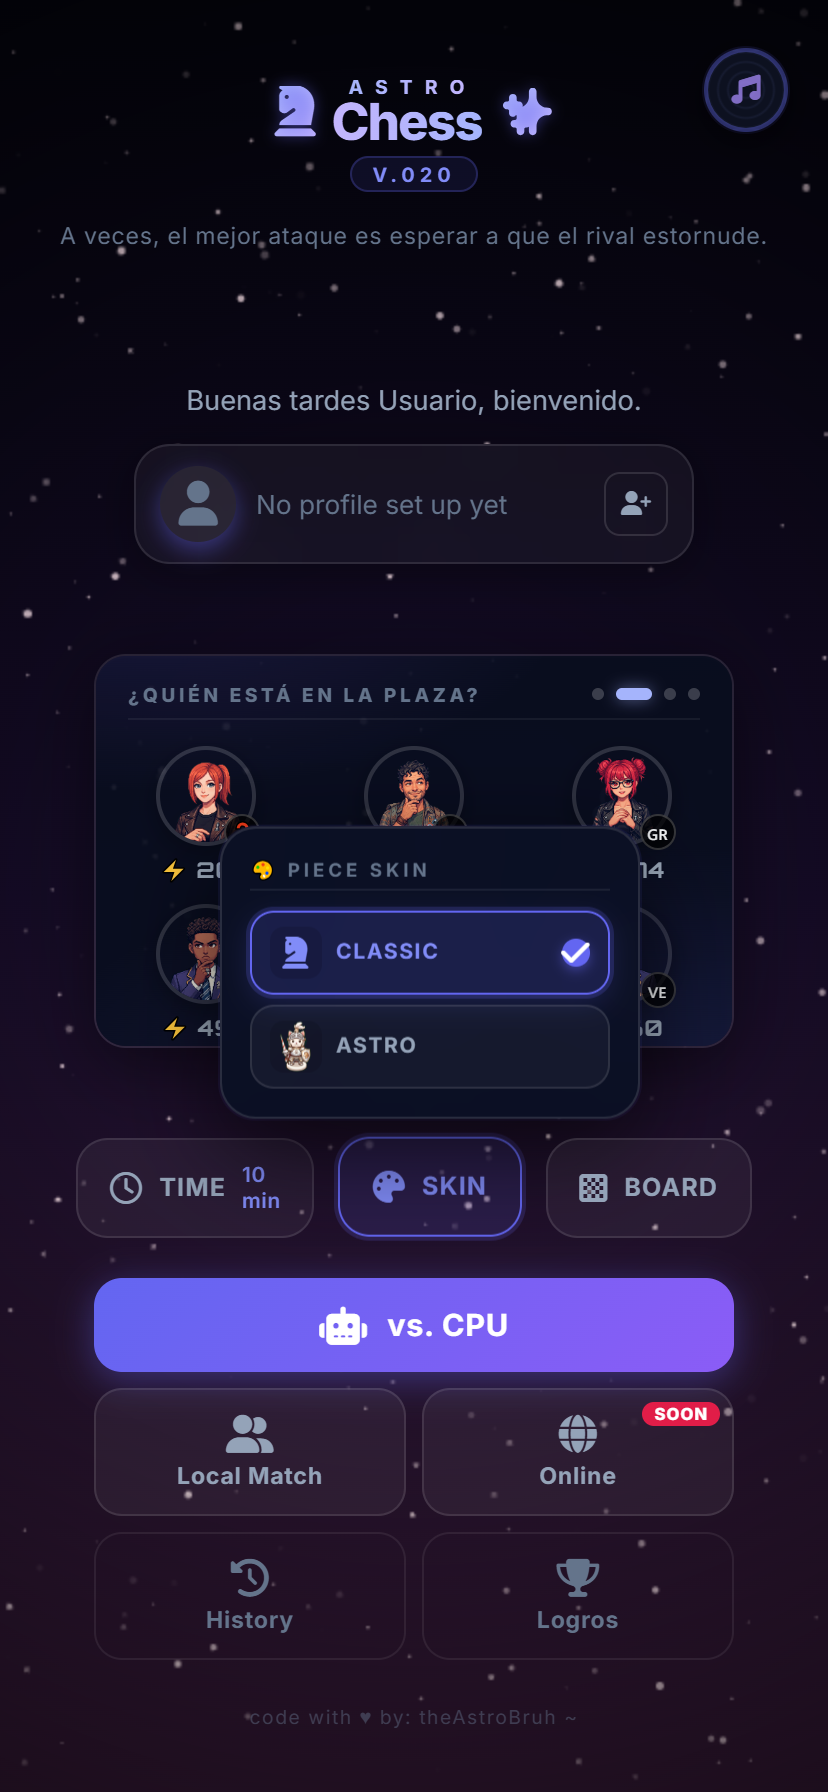 ASTRO
Chess
V.020
A veces, el mejor ataque es esperar a que el rival estornude.
Buenas tardes Usuario, bienvenido.
No profile set up yet
¿QUIÉN ESTÁ EN LA PLAZA?
GR
14
PIECE SKIN
CLASSIC
VE
ASTRO
TIME 10 min
SKIN
BOARD
vs. CPU
SOON
Local Match
Online
History
Logros
code with ♥ by: theAstroBruh ~